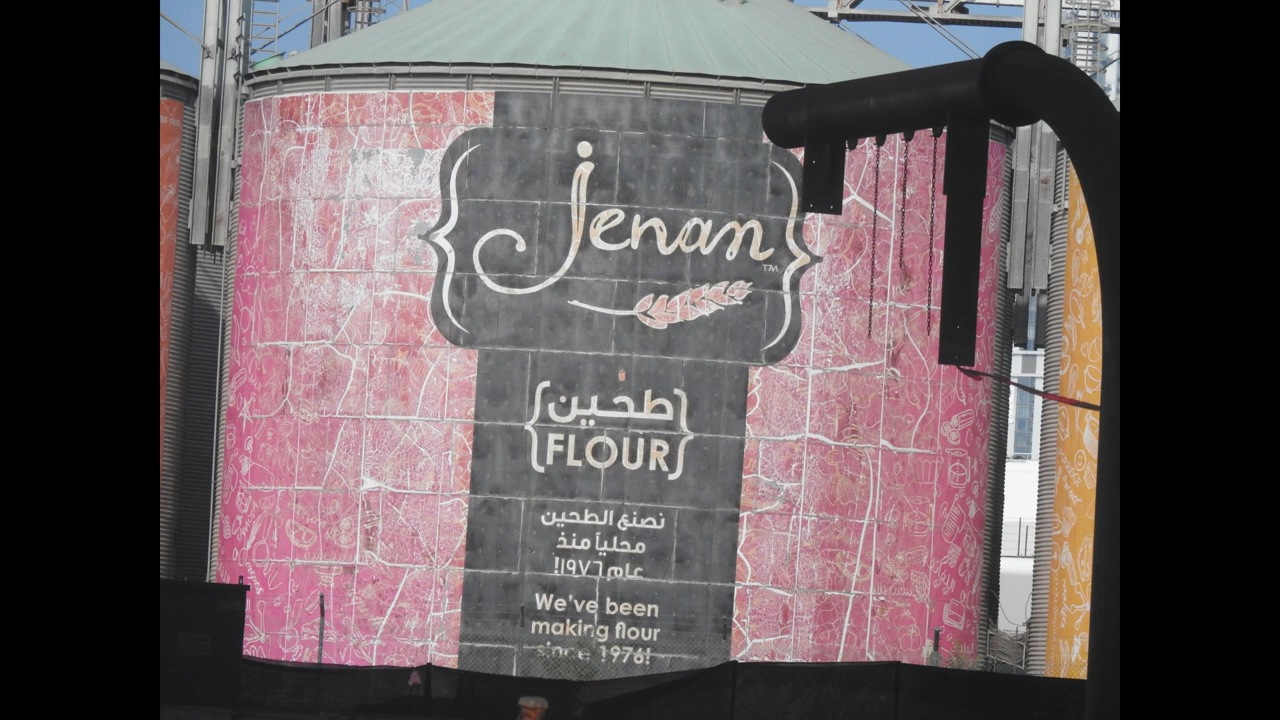 jenan
TM
طحين
FLOUR
نصنع الطحين
محلياً منذ
عام ١٩٧٦!
We've been
making flour
since 1976!